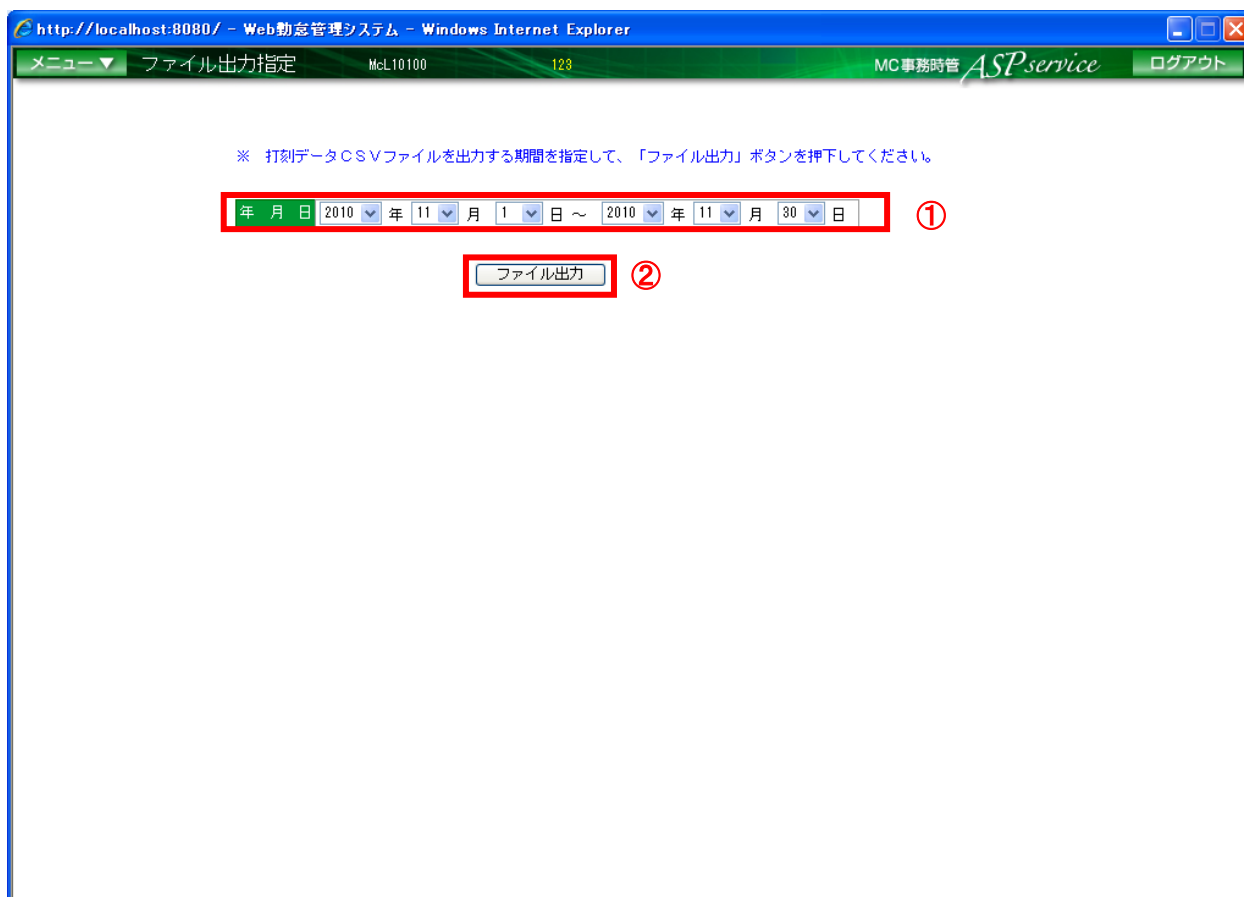 http://localhost:8080/ - Web勤怠管理システム - Windows Internet Explorer
メニュー▼ ファイル出力指定 McL10100 123 MC事務時管 ASP service ログアウト
※ 打刻データCSVファイルを出力する期間を指定して、「ファイル出力」ボタンを押下してください。
年 月 日 2010 年 11 月 1 日 ～ 2010 年 11 月 30 日 ①
ファイル出力 ②